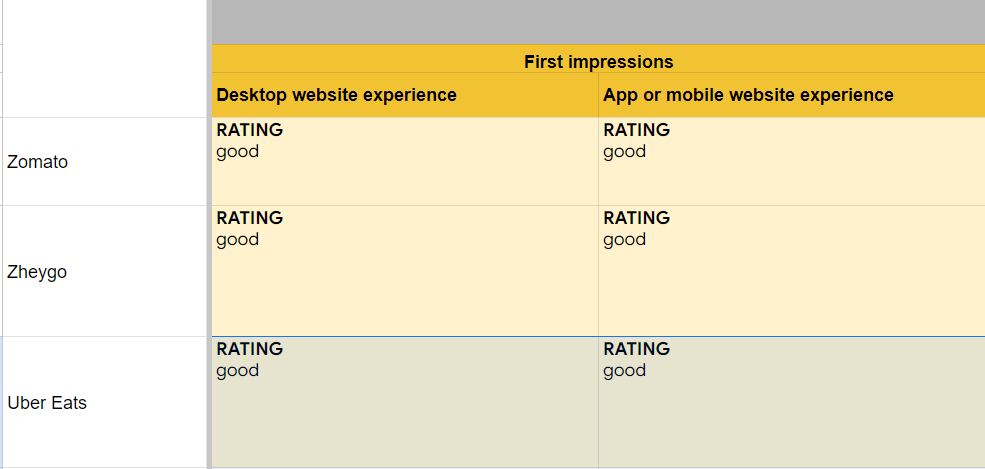 First impressions
Desktop website experience
App or mobile website experience
Zomato
RATING
good
RATING
good
Zheygo
RATING
good
RATING
good
Uber Eats
RATING
good
RATING
good